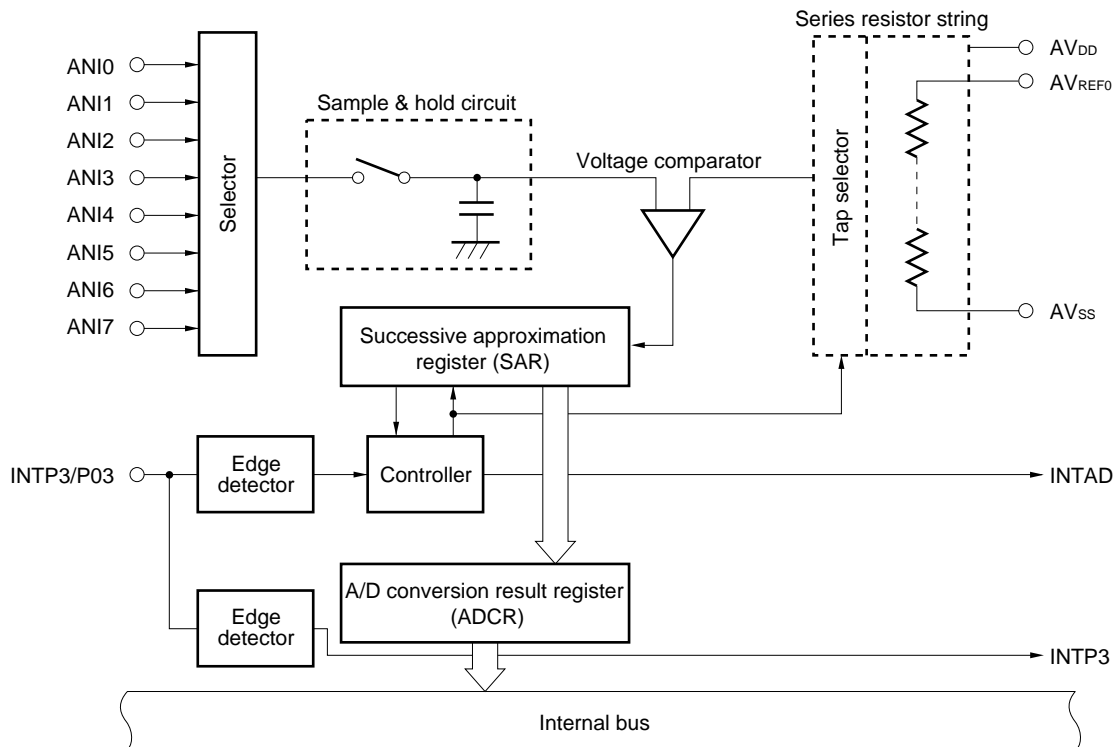 Series resistor string
ANI0
ANI1
ANI2
ANI3
ANI4
ANI5
ANI6
ANI7
Selector
Sample & hold circuit
Voltage comparator
Tap selector
AVDD
AVREF0
AVSS
Successive approximation
register (SAR)
INTP3/P03
Edge
detector
Controller
INTAD
A/D conversion result register
(ADCR)
Edge
detector
INTP3
Internal bus